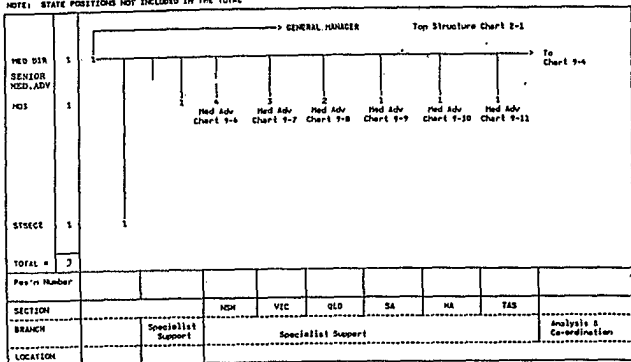 NOTE: STATE POSITIONS NOT INCLUDED IN THE TOTAL
GENERAL MANAGER Top Structure Chart 2-1
MED DIR 1 1 To
Chart 9-4
SENIOR
MED.ADV
MO5 1 1 4 3 2 1 1 1
Med Adv Med Adv Med Adv Med Adv Med Adv Med Adv
Chart 9-6 Chart 9-7 Chart 9-8 Chart 9-9 Chart 9-10 Chart 9-11
STSEC2 1 1
TOTAL = 3
Pos'n Number
SECTION NSW VIC QLD SA WA TAS
BRANCH Specialist Support Specialist Support Analysis & Co-ordination
LOCATION